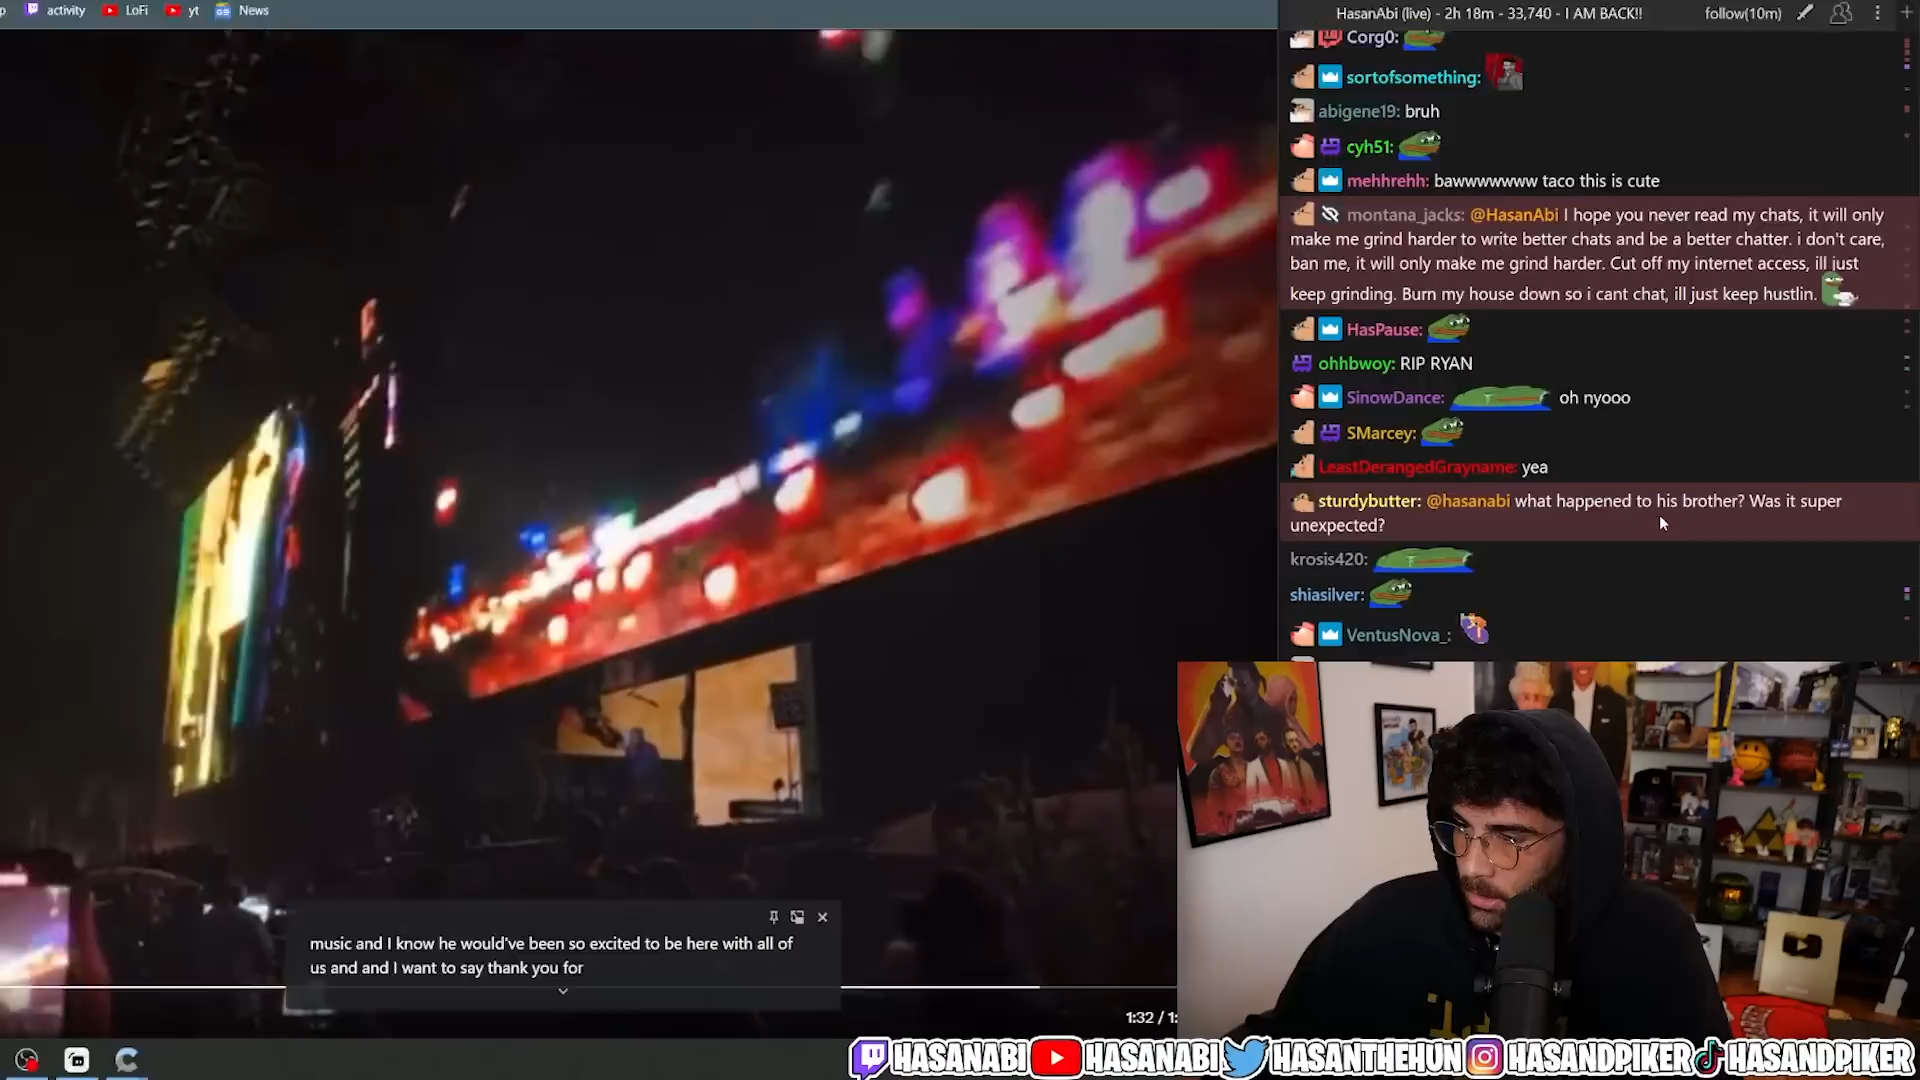 activity
LoFi
yt
News
HasanAbi (live) - 2h 18m - 33,740 - I AM BACK!!
follow(10m)
Corg0:
sortofsomething:
abigene19: bruh
cyh51:
mehhrehh: bawwwwwww taco this is cute
montana_jacks: @HasanAbi I hope you never read my chats, it will only
make me grind harder to write better chats and be a better chatter. i don't care,
ban me, it will only make me grind harder. Cut off my internet access, ill just
keep grinding. Burn my house down so i cant chat, ill just keep hustlin.
HasPause:
ohhbwoy: RIP RYAN
SinowDance: oh nyooo
SMarcey:
LeastDerangedGrayname: yea
sturdybutter: @hasanabi what happened to his brother? Was it super
unexpected?
krosis420:
shiasilver:
VentusNova_:
music and I know he would've been so excited to be here with all of
us and and I want to say thank you for
1:32 / 1:
HASANABI
HASANABI
HASANTHEHUN
HASANDPIKER
HASANDPIKER